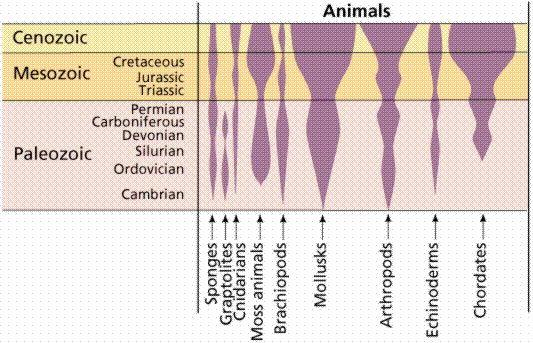 Animals
Cenozoic
Mesozoic
Cretaceous
Jurassic
Triassic
Paleozoic
Permian
Carboniferous
Devonian
Silurian
Ordovician
Cambrian
Sponges
Graptolites
Cnidarians
Moss animals
Brachiopods
Mollusks
Arthropods
Echinoderms
Chordates